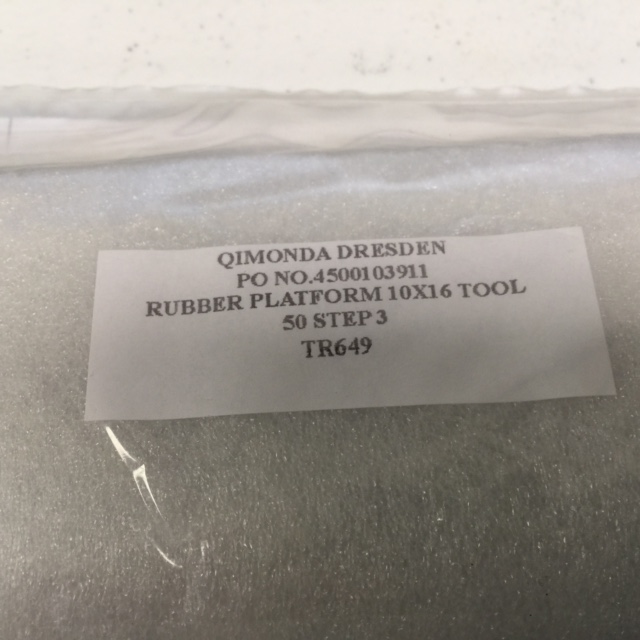 QIMONDA DRESDEN
PO NO.4500103911
RUBBER PLATFORM 10X16 TOOL
50 STEP 3
TR649